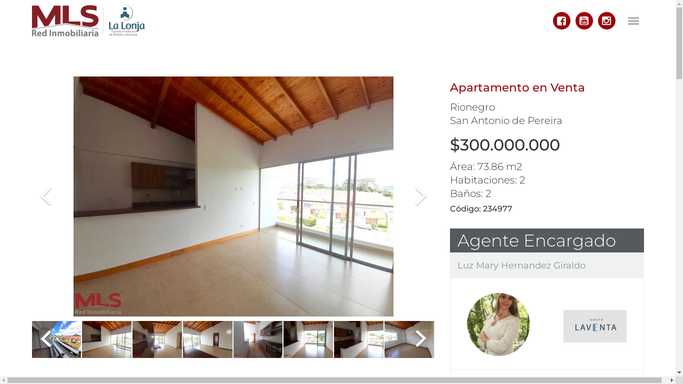 MLS
Red Inmobiliaria
La Lonja
Apartamento en Venta
Rionegro
San Antonio de Pereira
$300.000.000
Área: 73.86 m2
Habitaciones: 2
Baños: 2
Código: 234977
Agente Encargado
Luz Mary Hernandez Giraldo
MLS
Red Inmobiliaria
LAVENTA